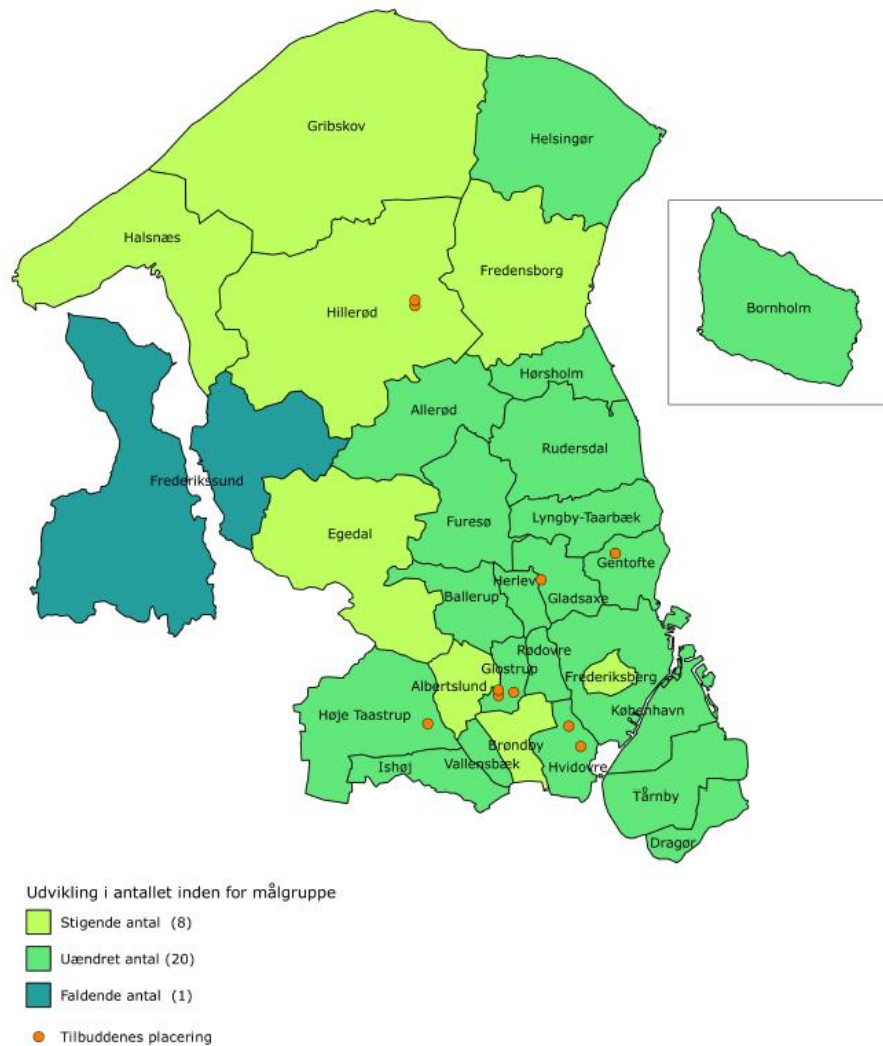 Gribskov
Helsingør
Halsnæs
Fredensborg
Hillerød
Bornholm
Hørsholm
Allerød
Rudersdal
Frederikssund
Furesø
Lyngby-Taarbæk
Egedal
Gentofte
Herlev
Ballerup
Gladsaxe
Rødovre
Glostrup
Frederiksberg
Albertslund
København
Høje Taastrup
Brøndby
Vallensbæk
Hvidovre
Ishøj
Tårnby
Dragør
Udvikling i antallet inden for målgruppe
Stigende antal (8)
Uændret antal (20)
Faldende antal (1)
Tilbuddenes placering